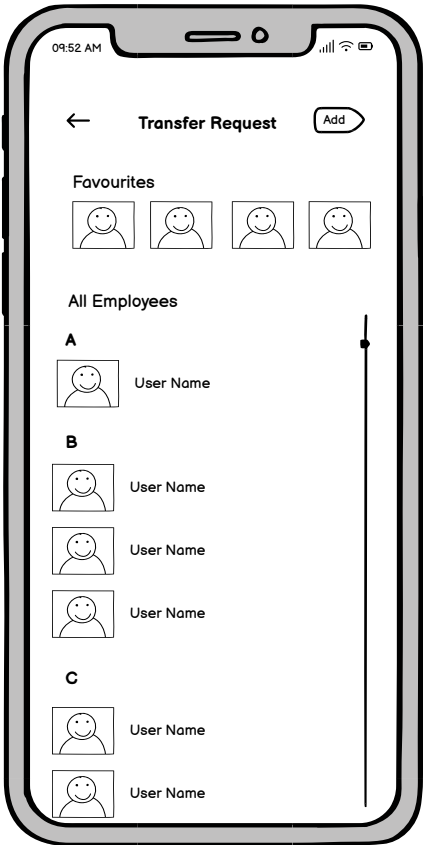 09:52 AM
Transfer Request
Add
Favourites
All Employees
A
User Name
B
User Name
User Name
User Name
C
User Name
User Name